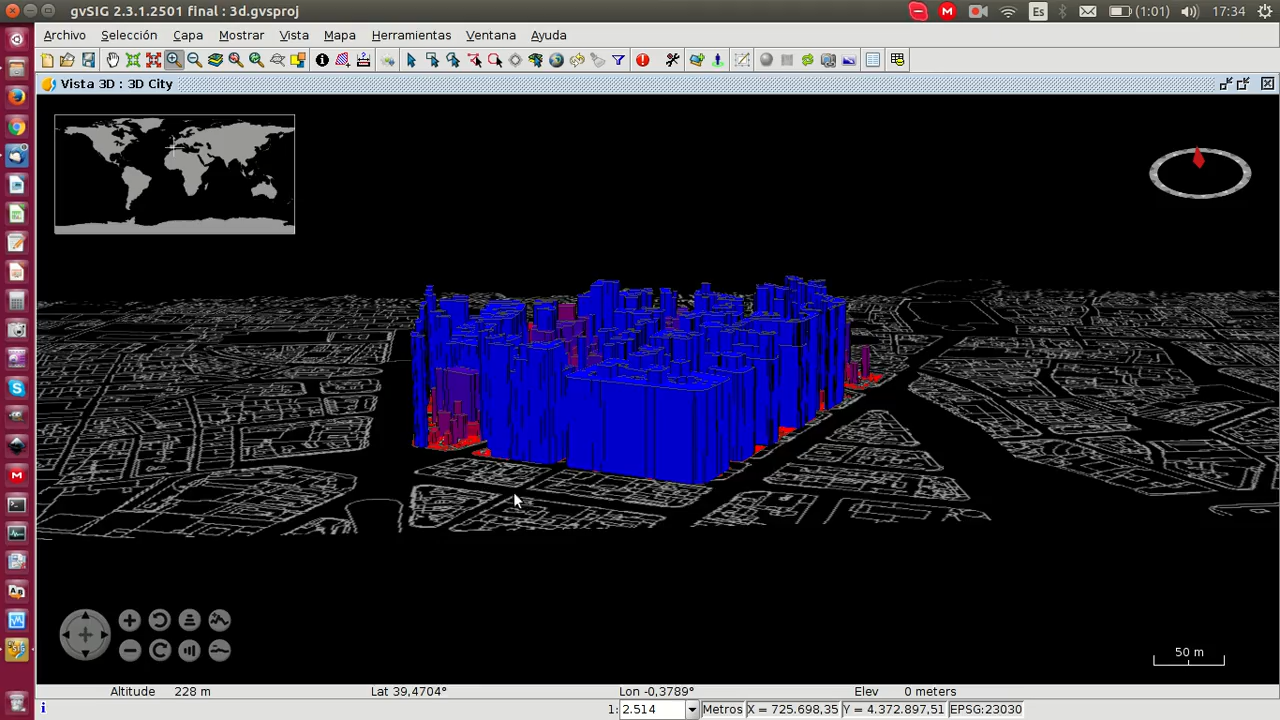 gvSIG 2.3.1.2501 final : 3d.gvsproj
Es
(1:01)
17:34
Archivo Selección Capa Mostrar Vista Mapa Herramientas Ventana Ayuda
Vista 3D : 3D City
50 m
Altitude 228 m Lat 39,4704° Lon -0,3789° Elev 0 meters
1: 2.514 Metros X = 725.698,35 Y = 4.372.897,51 EPSG:23030